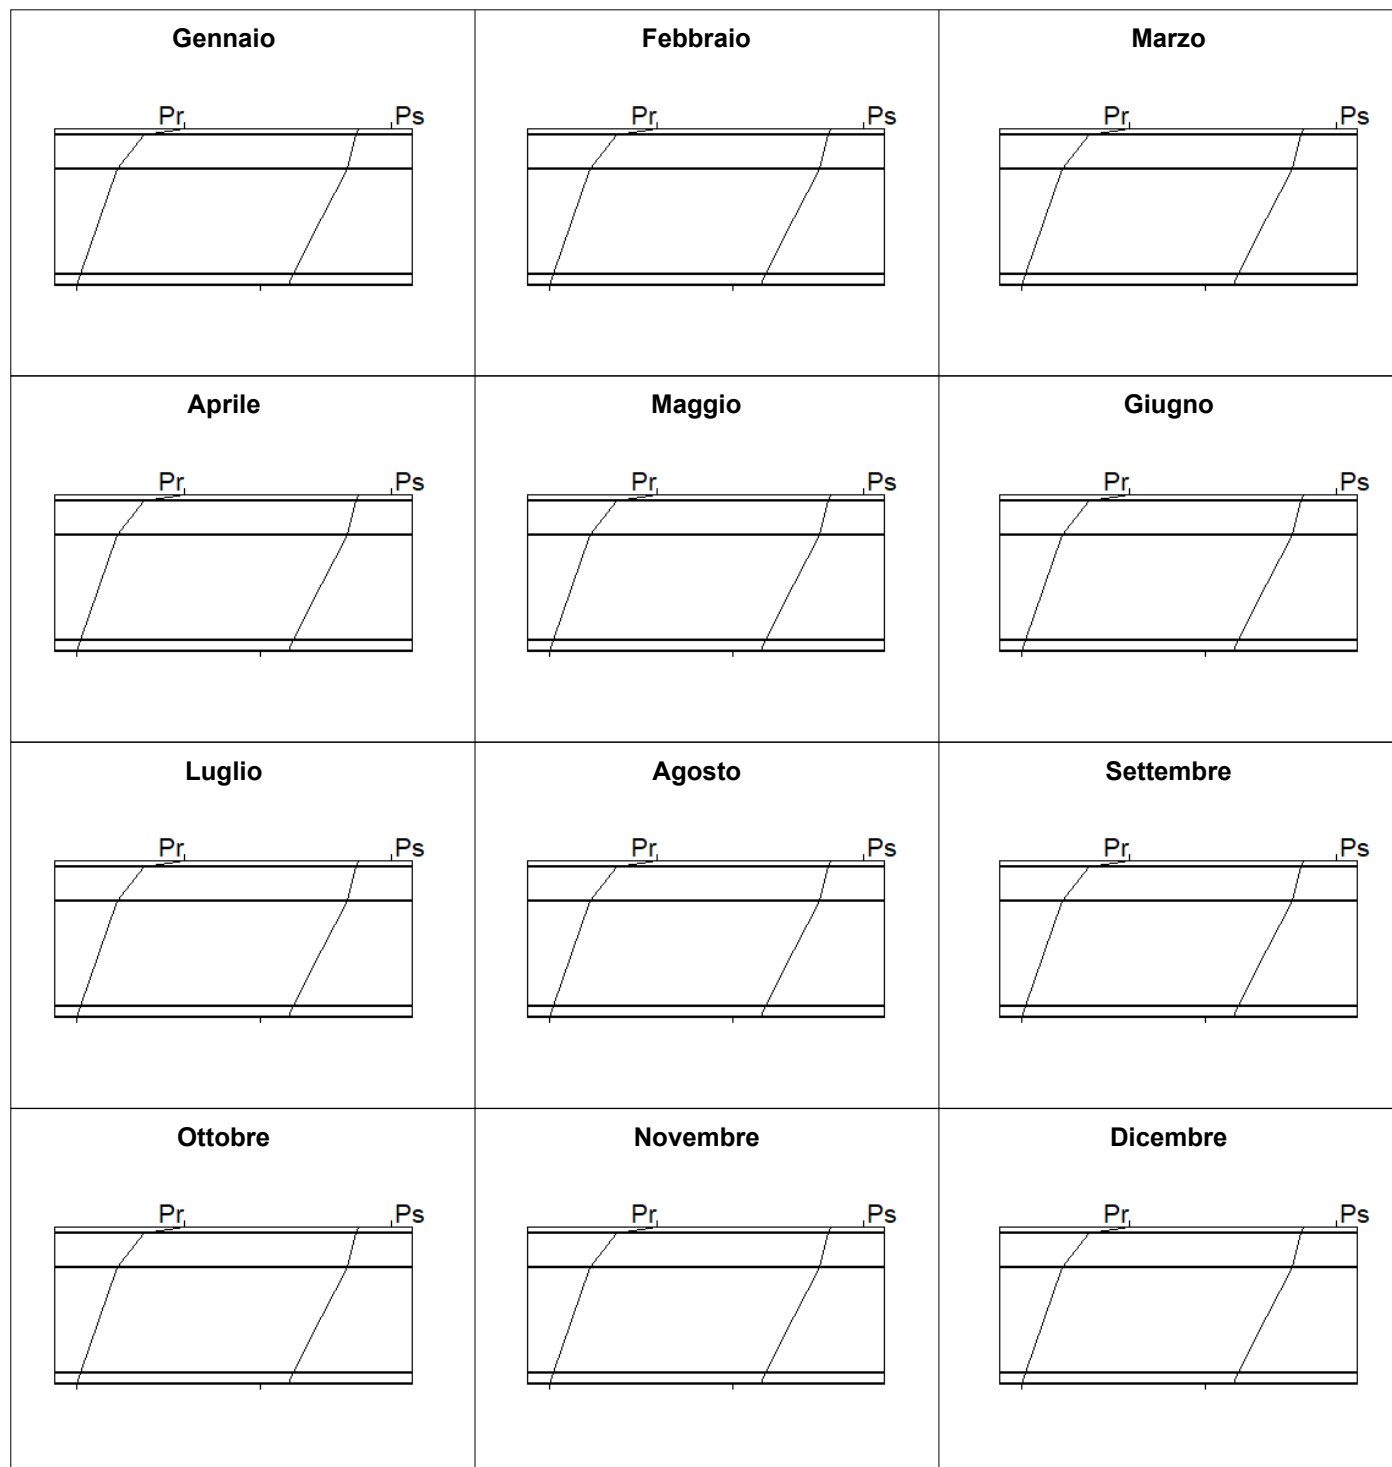 Gennaio Febbraio Marzo
Pr Ps Pr Ps Pr Ps
Aprile Maggio Giugno
Pr Ps Pr Ps Pr Ps
Luglio Agosto Settembre
Pr Ps Pr Ps Pr Ps
Ottobre Novembre Dicembre
Pr Ps Pr Ps Pr Ps